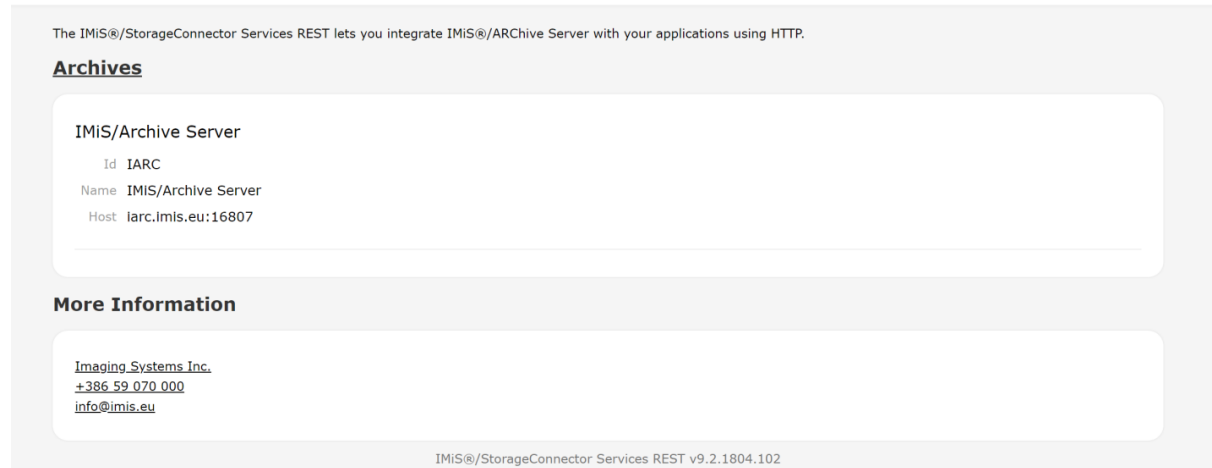 The IMiS®/StorageConnector Services REST lets you integrate IMiS®/ARChive Server with your applications using HTTP.
Archives
IMiS/Archive Server
Id IARC
Name IMiS/Archive Server
Host iarc.imis.eu:16807
More Information
Imaging Systems Inc.
+386 59 070 000
info@imis.eu
IMiS®/StorageConnector Services REST v9.2.1804.102